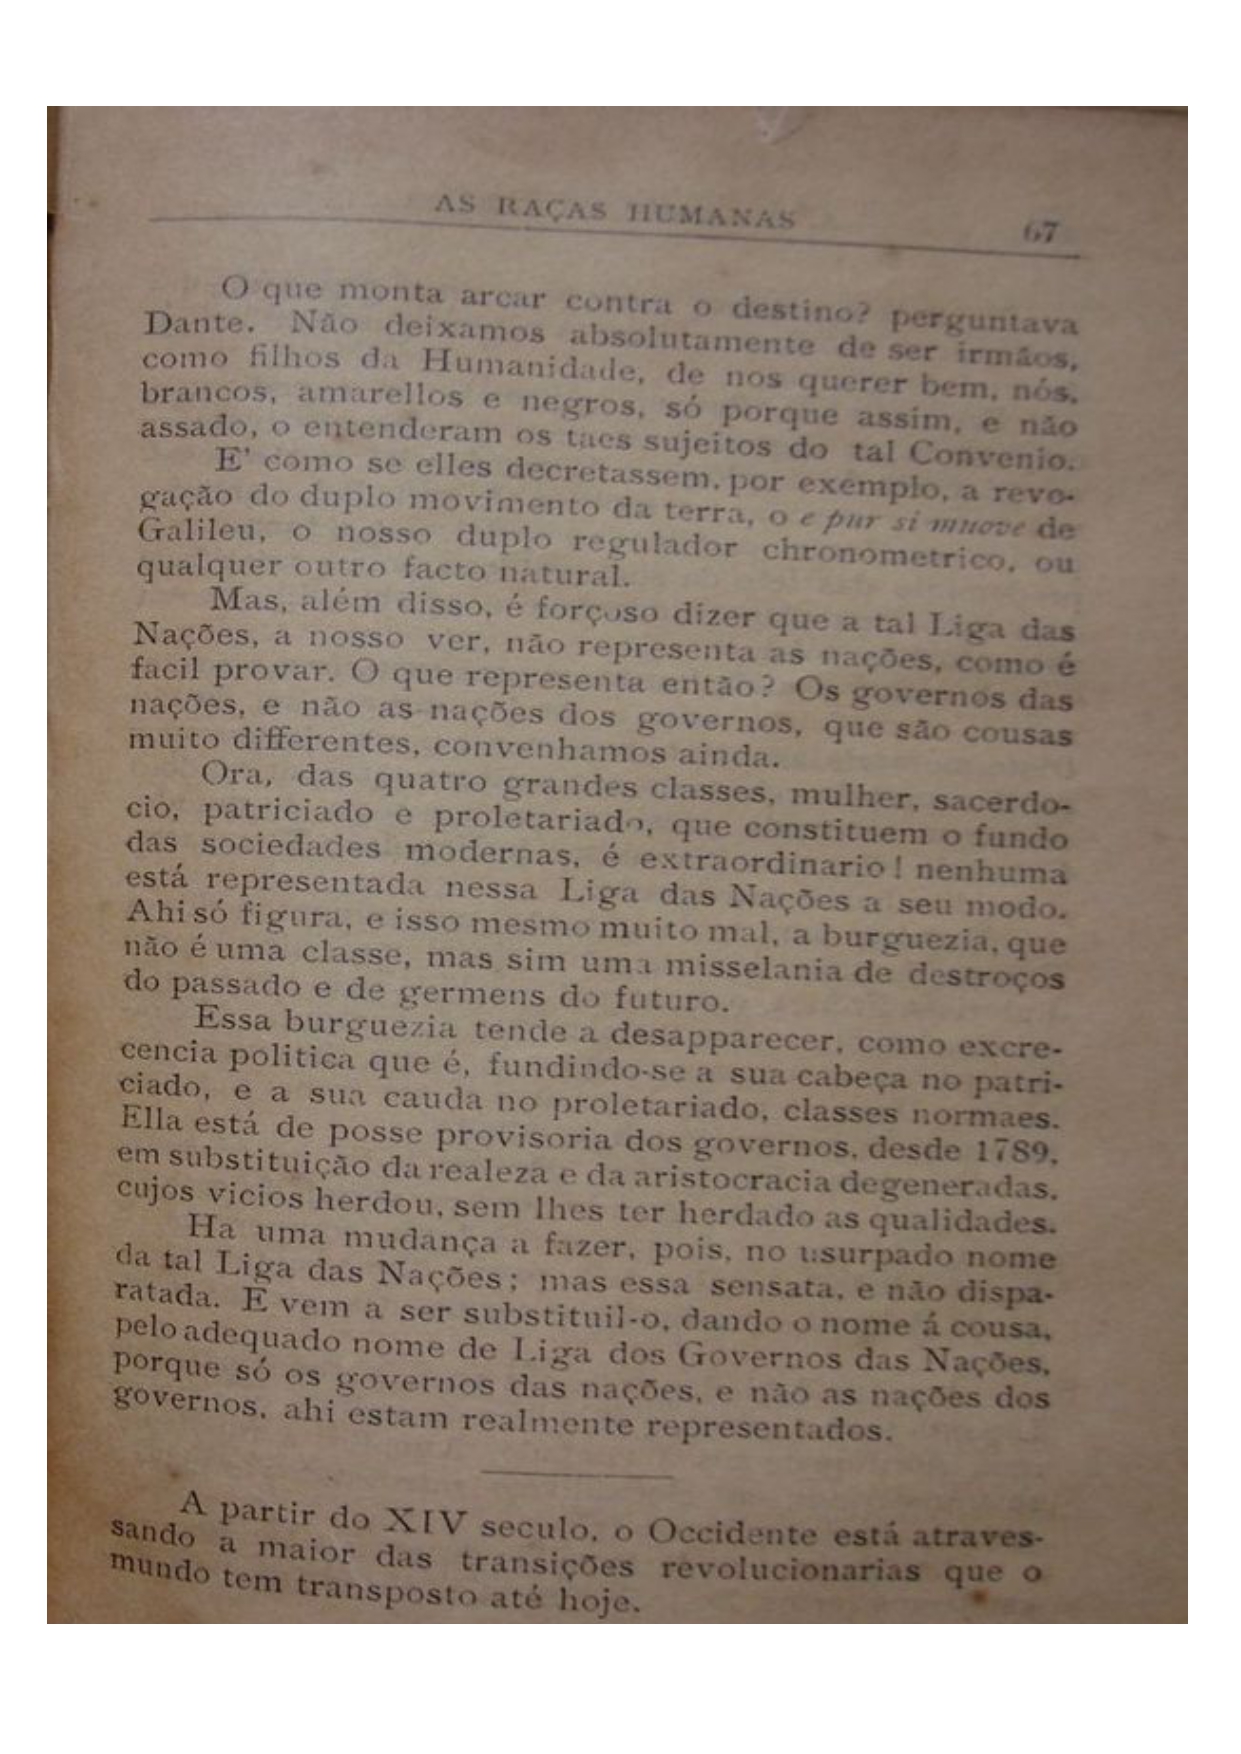 AS RAÇAS HUMANAS 67
O que monta arcar contra o destino? perguntava
Dante. Não deixamos absolutamente de ser irmãos,
como filhos da Humanidade, de nos querer bem, nós,
brancos, amarellos e negros, só porque assim, e não
assado, o entenderam os taes sujeitos do tal Convenio.
E' como se elles decretassem, por exemplo, a revo-
gação do duplo movimento da terra, o e pur si muove de
Galileu, o nosso duplo regulador chronometrico, ou
qualquer outro facto natural.
Mas, além disso, é forçoso dizer que a tal Liga das
Nações, a nosso ver, não representa as nações, como é
facil provar. O que representa então? Os governos das
nações, e não as nações dos governos, que são cousas
muito differentes, convenhamos ainda.
Ora, das quatro grandes classes, mulher, sacerdo-
cio, patriciado e proletariado, que constituem o fundo
das sociedades modernas, é extraordinario! nenhuma
está representada nessa Liga das Nações a seu modo.
Ahi só figura, e isso mesmo muito mal, a burguezia, que
não é uma classe, mas sim uma misselania de destroços
do passado e de germens do futuro.
Essa burguezia tende a desapparecer, como excre-
cencia politica que é, fundindo-se a sua cabeça no patri-
ciado, e a sua cauda no proletariado, classes normaes.
Ella está de posse provisoria dos governos, desde 1789,
em substituição da realeza e da aristocracia degeneradas,
cujos vicios herdou, sem lhes ter herdado as qualidades.
Ha uma mudança a fazer, pois, no usurpado nome
da tal Liga das Nações; mas essa sensata, e não dispa-
ratada. E vem a ser substituil-o, dando o nome á cousa,
pelo adequado nome de Liga dos Governos das Nações,
porque só os governos das nações, e não as nações dos
governos, ahi estam realmente representados.
A partir do XIV seculo, o Occidente está atraves-
sando a maior das transições revolucionarias que o
mundo tem transposto até hoje.